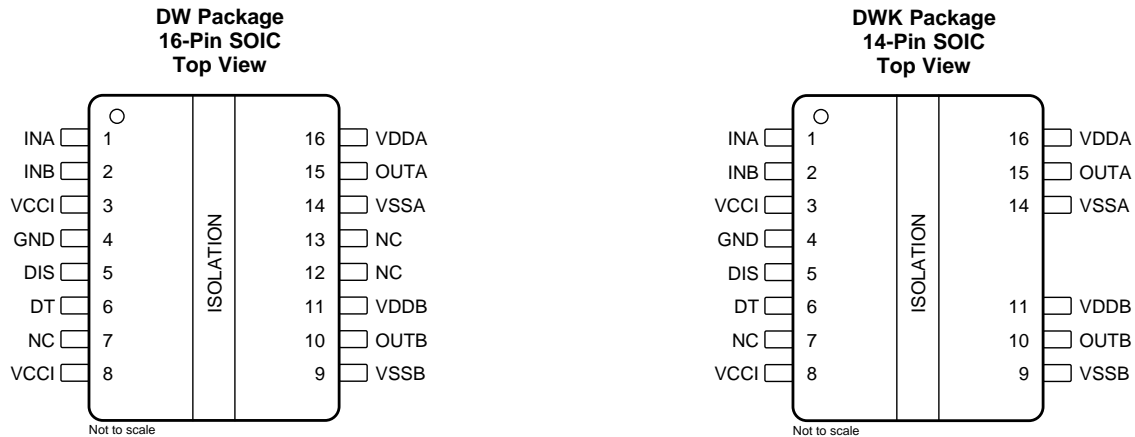 DW Package
16-Pin SOIC
Top View
INA 1 16 VDDA
INB 2 15 OUTA
VCCI 3 14 VSSA
GND 4 13 NC
DIS 5 12 NC
DT 6 11 VDDB
NC 7 10 OUTB
VCCI 8 9 VSSB
ISOLATION
Not to scale
DWK Package
14-Pin SOIC
Top View
INA 1 16 VDDA
INB 2 15 OUTA
VCCI 3 14 VSSA
GND 4
DIS 5
DT 6 11 VDDB
NC 7 10 OUTB
VCCI 8 9 VSSB
ISOLATION
Not to scale